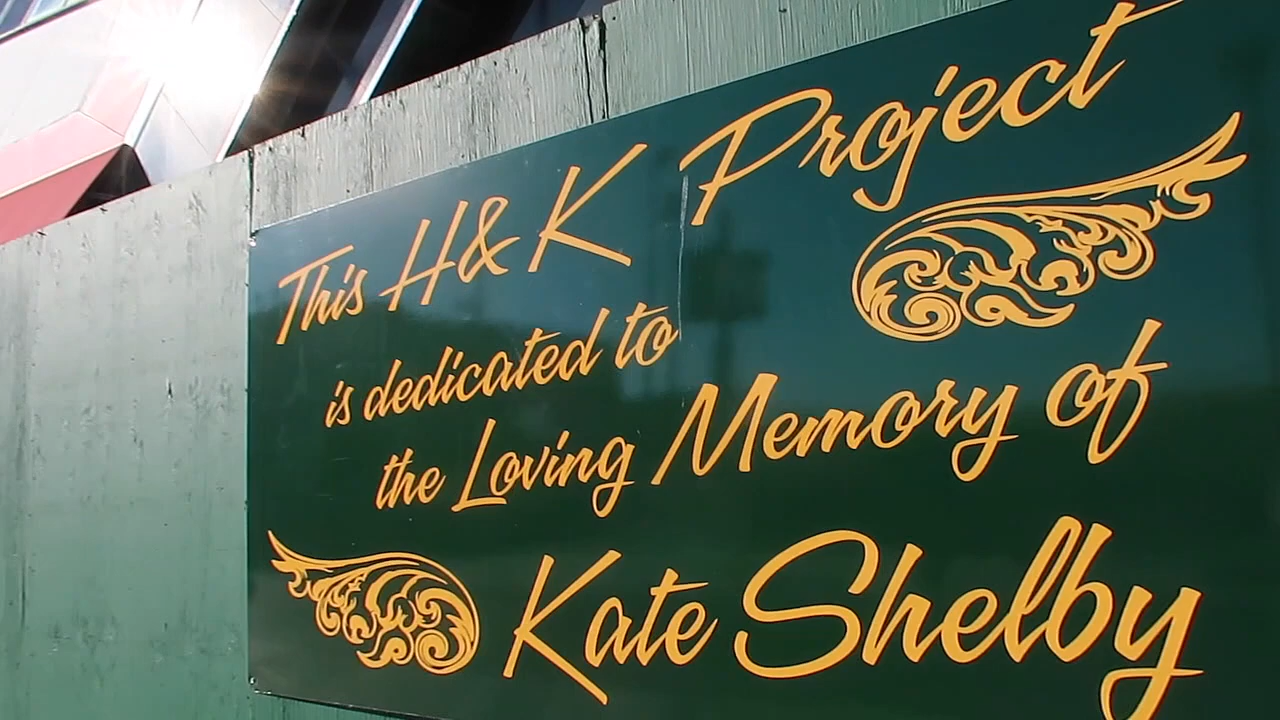 This H&K Project
is dedicated to
the Loving Memory of
Kate Shelby